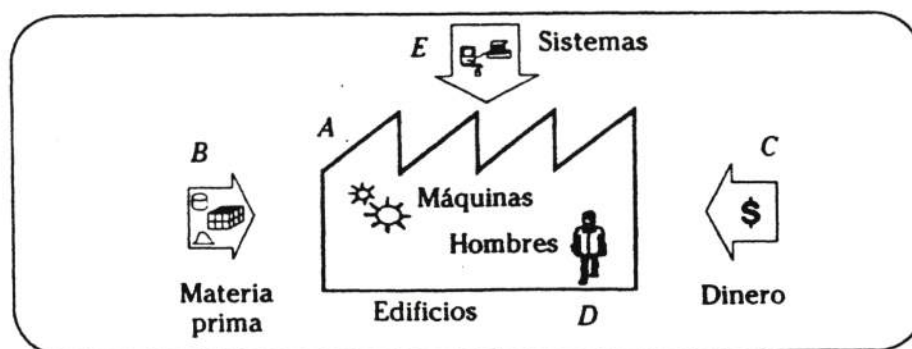 E
Sistemas
A
B
C
Máquinas
$
Hombres
Materia
prima
Edificios
D
Dinero